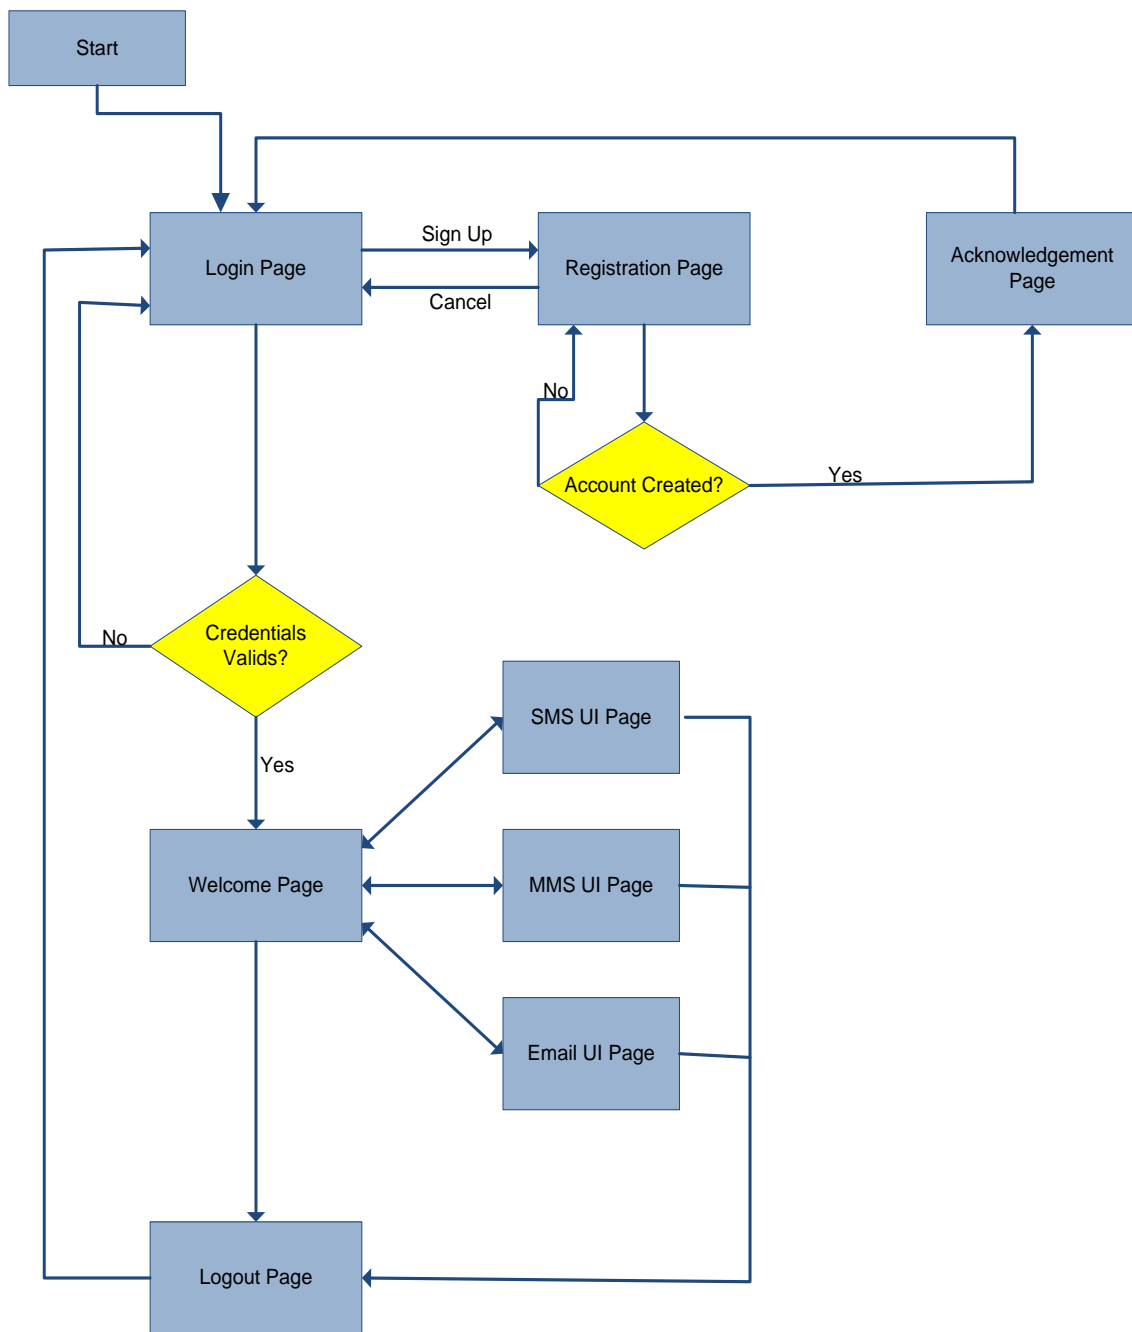 Start
Sign Up
Login Page
Registration Page
Acknowledgement
Page
Cancel
No
Account Created?
Yes
Credentials
Valids?
No
Yes
SMS UI Page
Welcome Page
MMS UI Page
Email UI Page
Logout Page